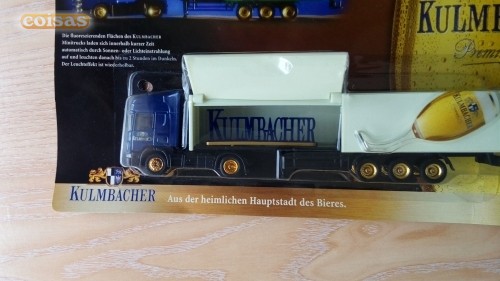 coisas
KULM
Die fluoreszierenden Flächen des KULMBACHER
Minitrucks laden sich innerhalb kurzer Zeit
automatisch durch Sonnen- oder Lichteinstrahlung
auf und leuchten danach bis zu 2 Stunden im Dunkeln.
Der Leuchteffekt ist wiederholbar.
Premi
KULMBACHER
KULMBACHER
Aus der heimlichen Hauptstadt des Bieres.